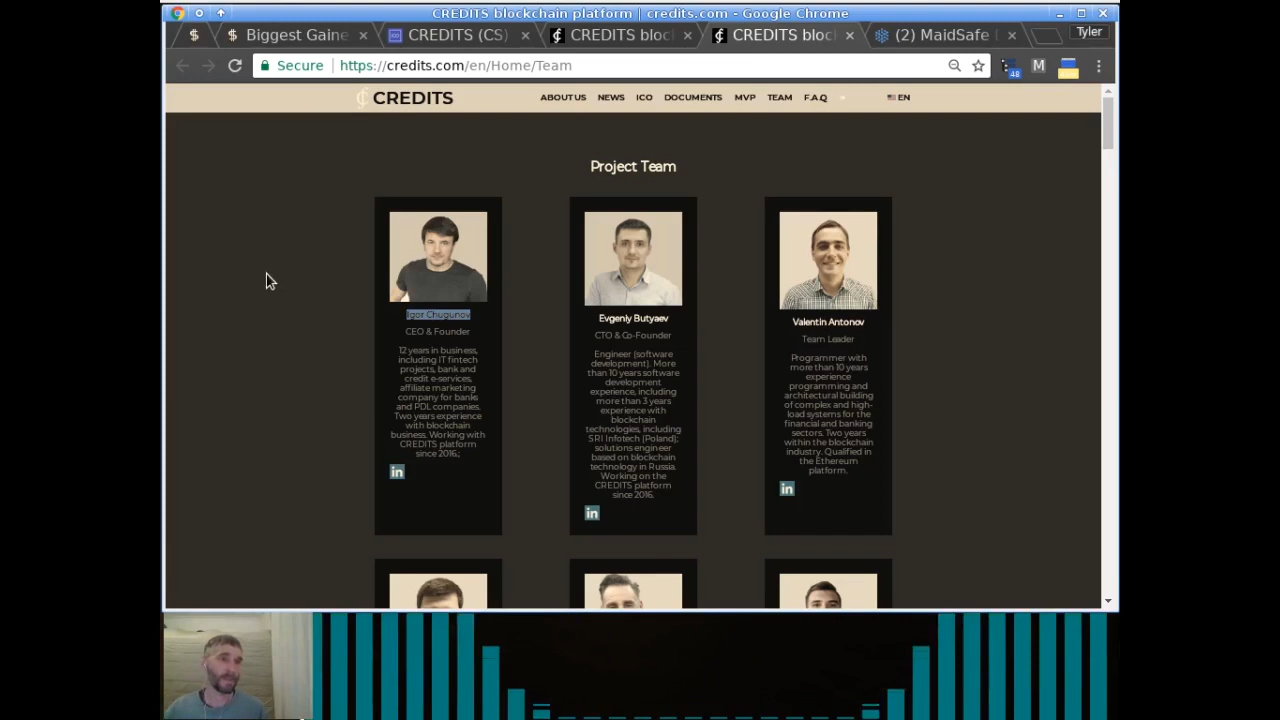 CREDITS blockchain platform | credits.com - Google Chrome
$ $ Biggest Gaine × CREDITS (CS) × CREDITS bloc × CREDITS bloc × (2) MaidSafe × Tyler
Secure https://credits.com/en/Home/Team 48 M
CREDITS ABOUT US NEWS ICO DOCUMENTS MVP TEAM F.A.Q EN
Project Team
Igor Chugunov
CEO & Founder
12 years in business,
including IT fintech
projects, bank and
credit e-services,
affiliate marketing
company for banks
and PDL companies.
Two years experience
with blockchain
business. Working with
CREDITS platform
since 2016.;
in
Evgeniy Butyaev
CTO & Co-Founder
Engineer (software
development). More
than 10 years software
development
experience, including
more than 3 years
experience with
blockchain
technologies, including
SRI Infotech (Poland);
solutions engineer
based on blockchain
technology in Russia.
Working on the
CREDITS platform
since 2016.
in
Valentin Antonov
Team Leader
Programmer with
more than 10 years
experience
programming and
architectural building
of complex and high-
load systems for the
financial and banking
sectors. Two years
within the blockchain
industry. Qualified in
the Ethereum
platform.
in